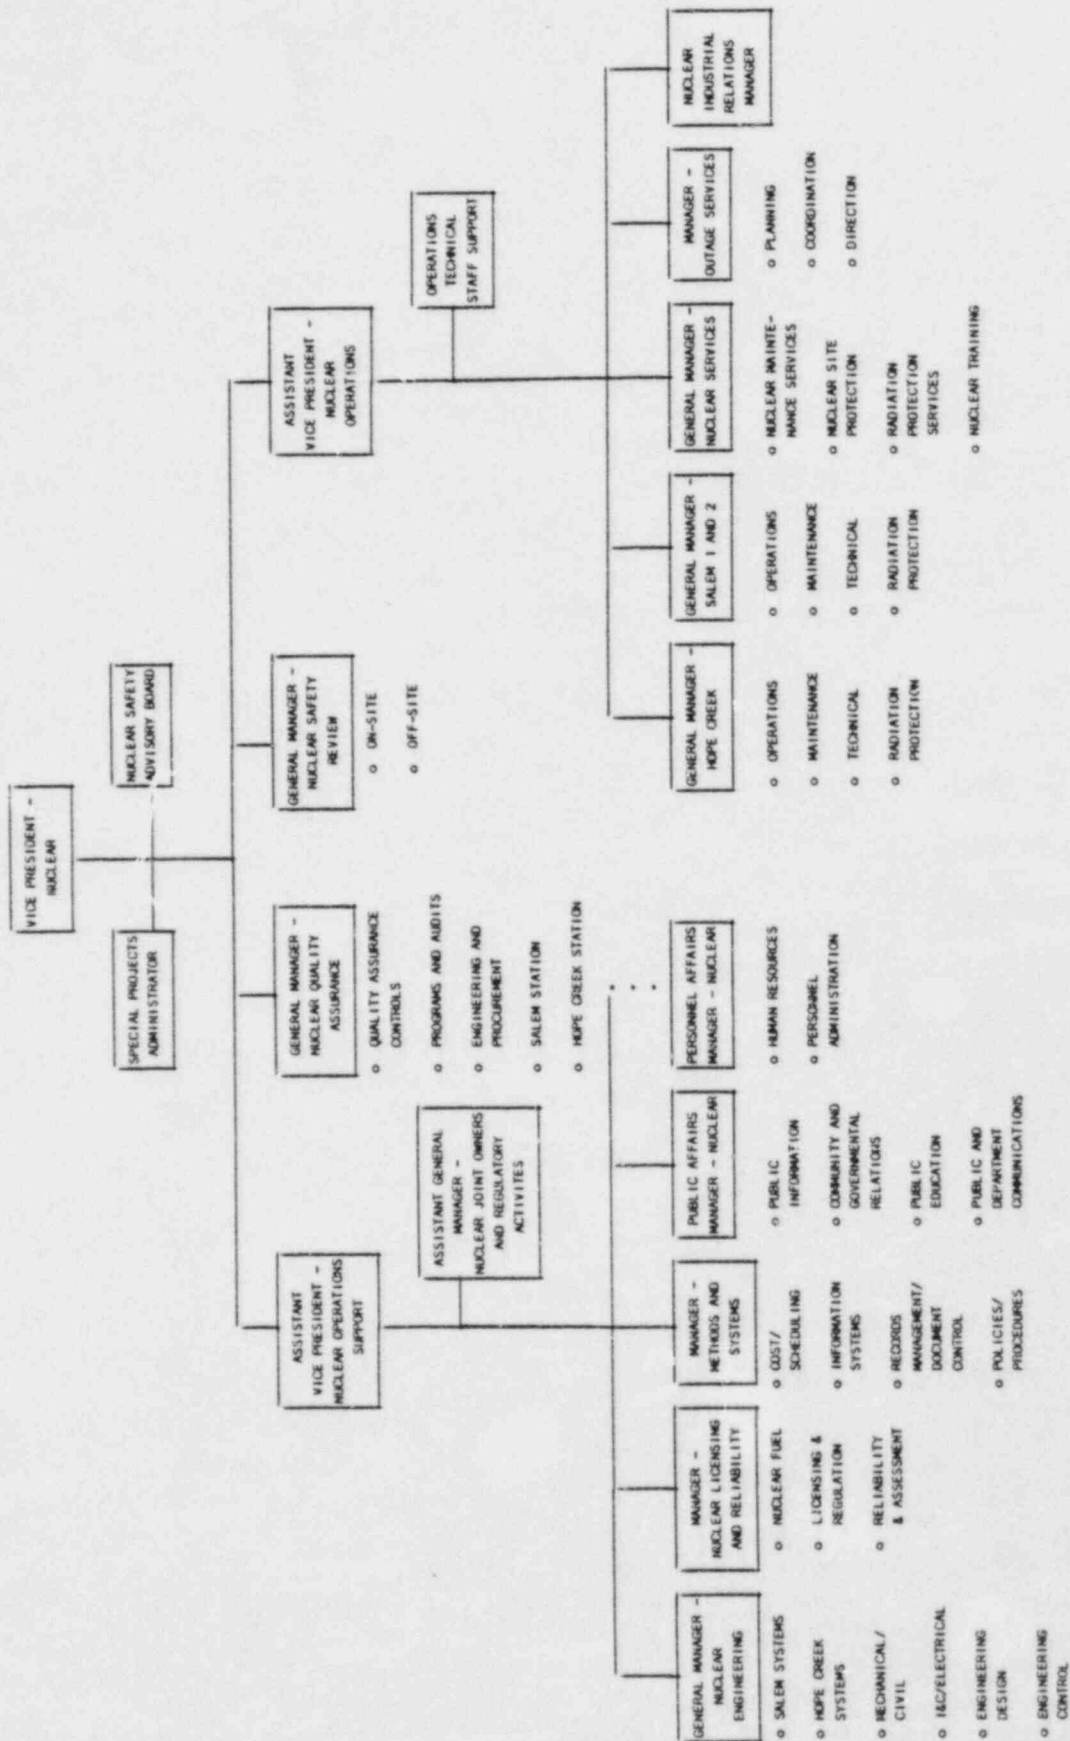 VICE PRESIDENT -
NUCLEAR
SPECIAL PROJECTS
ADMINISTRATOR
NUCLEAR SAFETY
ADVISORY BOARD
ASSISTANT
VICE PRESIDENT -
NUCLEAR OPERATIONS
SUPPORT
GENERAL MANAGER -
NUCLEAR QUALITY
ASSURANCE
o QUALITY ASSURANCE
CONTROLS
o PROGRAMS AND AUDITS
o ENGINEERING AND
PROCUREMENT
o SALEM STATION
o HOPE CREEK STATION
GENERAL MANAGER -
NUCLEAR SAFETY
REVIEW
o ON-SITE
o OFF-SITE
ASSISTANT
VICE PRESIDENT -
NUCLEAR
OPERATIONS
ASSISTANT GENERAL
MANAGER -
NUCLEAR JOINT OWNERS
AND REGULATORY
ACTIVITES
OPERATIONS
TECHNICAL
STAFF SUPPORT
GENERAL MANAGER -
NUCLEAR
ENGINEERING
o SALEM SYSTEMS
o HOPE CREEK
SYSTEMS
o MECHANICAL/
CIVIL
o I&C/ELECTRICAL
o ENGINEERING
DESIGN
o ENGINEERING
CONTROL
MANAGER -
NUCLEAR LICENSING
AND RELIABILITY
o NUCLEAR FUEL
o LICENSING &
REGULATION
o RELIABILITY
& ASSESSMENT
MANAGER -
METHODS AND
SYSTEMS
o COST/
SCHEDULING
o INFORMATION
SYSTEMS
o RECORDS
MANAGEMENT/
DOCUMENT
CONTROL
o POLICIES/
PROCEDURES
PUBLIC AFFAIRS
MANAGER - NUCLEAR
o PUBLIC
INFORMATION
o COMMUNITY AND
GOVERNMENTAL
RELATIONS
o PUBLIC
EDUCATION
o PUBLIC AND
DEPARTMENT
COMMUNICATIONS
PERSONNEL AFFAIRS
MANAGER - NUCLEAR
o HUMAN RESOURCES
o PERSONNEL
ADMINISTRATION
GENERAL MANAGER -
HOPE CREEK
o OPERATIONS
o MAINTENANCE
o TECHNICAL
o RADIATION
PROTECTION
GENERAL MANAGER -
SALEM 1 AND 2
o OPERATIONS
o MAINTENANCE
o TECHNICAL
o RADIATION
PROTECTION
GENERAL MANAGER -
NUCLEAR SERVICES
o NUCLEAR MAINTE-
NANCE SERVICES
o NUCLEAR SITE
PROTECTION
o RADIATION
PROTECTION
SERVICES
o NUCLEAR TRAINING
MANAGER -
OUTAGE SERVICES
o PLANNING
o COORDINATION
o DIRECTION
NUCLEAR
INDUSTRIAL
RELATIONS
MANAGER